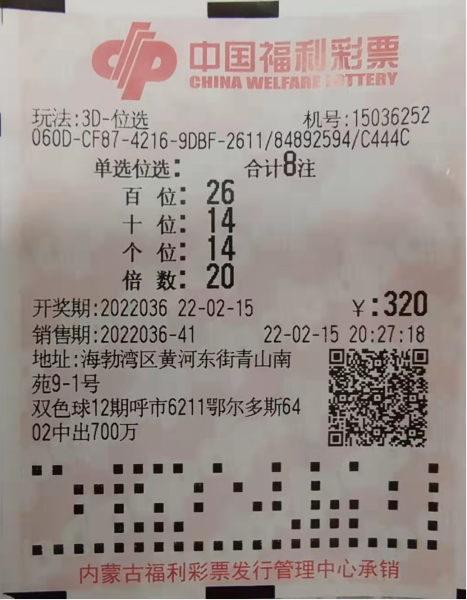 中国福利彩票
CHINA WELFARE LOTTERY
玩法:3D-位选 机号:15036252
060D-CF87-4216-9DBF-2611/84892594/C444C
单选位选: 合计8注
百 位: 26
十 位: 14
个 位: 14
倍 数: 20
开奖期:2022036 22-02-15 ¥:320
销售期:2022036-41 22-02-15 20:27:18
地址:海勃湾区黄河东街青山南
苑9-1号
双色球12期呼市6211鄂尔多斯64
02中出700万
内蒙古福利彩票发行管理中心承销